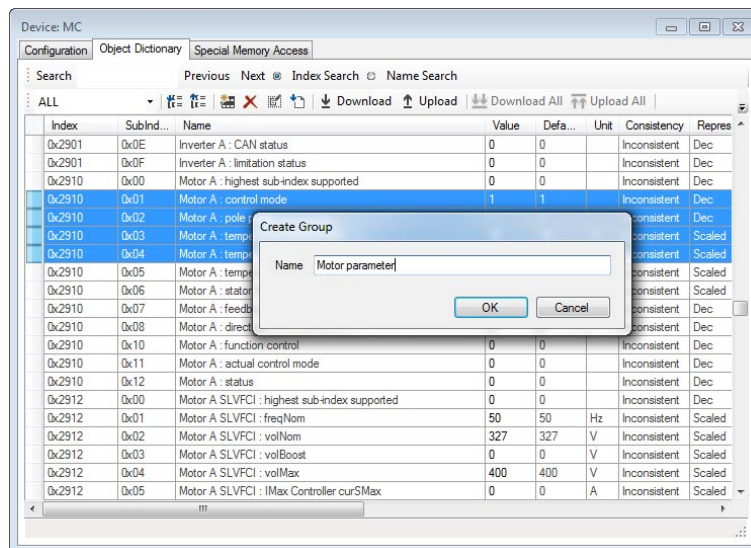 Device: MC
Configuration Object Dictionary Special Memory Access
Search Previous Next Index Search Name Search
ALL Download Upload Download All Upload All
Index SubInd... Name Value Defa... Unit Consistency Repres
0x2901 0x0E Inverter A : CAN status 0 0 Inconsistent Dec
0x2901 0x0F Inverter A : limitation status 0 0 Inconsistent Dec
0x2910 0x00 Motor A : highest sub-index supported 0 0 Inconsistent Dec
0x2910 0x01 Motor A : control mode 1 1 Inconsistent Dec
0x2910 0x02 Motor A : pole Dec
0x2910 0x03 Motor A : tempe Scaled
0x2910 0x04 Motor A : tempe Scaled
0x2910 0x05 Motor A : tempe Scaled
0x2910 0x06 Motor A : stator Scaled
0x2910 0x07 Motor A : feedb Dec
0x2910 0x08 Motor A : direct Dec
Create Group
Name Motor parameter
OK Cancel
0x2910 0x10 Motor A : function control 0 0 Inconsistent Dec
0x2910 0x11 Motor A : actual control mode 0 0 Inconsistent Dec
0x2910 0x12 Motor A : status 0 0 Inconsistent Dec
0x2912 0x00 Motor A SLVFCI : highest sub-index supported 0 0 Inconsistent Dec
0x2912 0x01 Motor A SLVFCI : freqNom 50 50 Hz Inconsistent Scaled
0x2912 0x02 Motor A SLVFCI : volNom 327 327 V Inconsistent Scaled
0x2912 0x03 Motor A SLVFCI : volBoost 0 0 V Inconsistent Scaled
0x2912 0x04 Motor A SLVFCI : volMax 400 400 V Inconsistent Scaled
0x2912 0x05 Motor A SLVFCI : IMax Controller curSMax 0 0 A Inconsistent Scaled